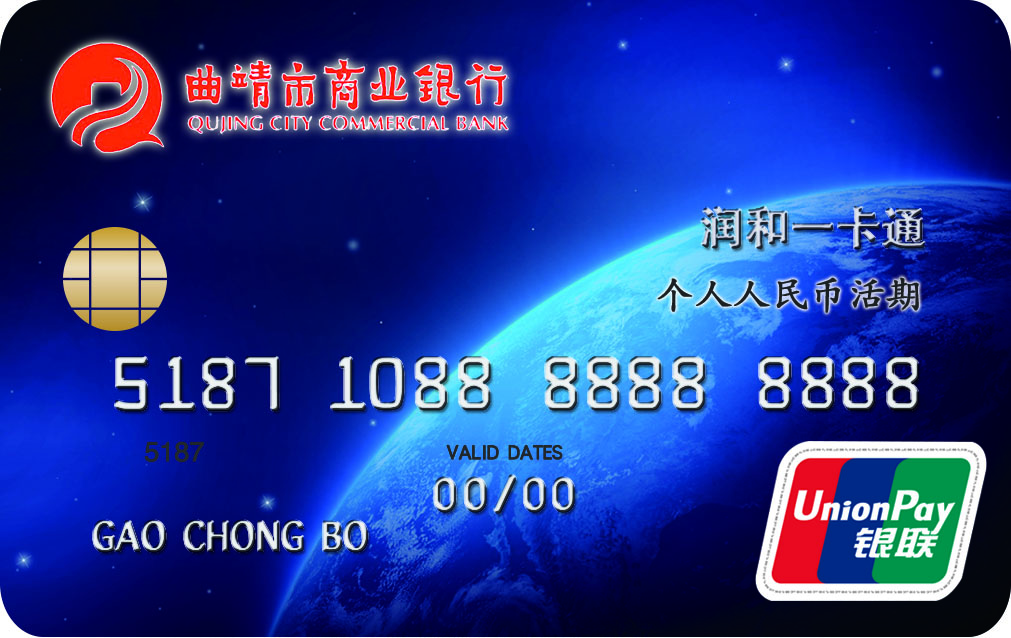 曲靖市商业银行
QUJING CITY COMMERCIAL BANK
润和一卡通
个人人民币活期
5187 1088 8888 8888
5187
VALID DATES
00/00
GAO CHONG BO
UnionPay
银联